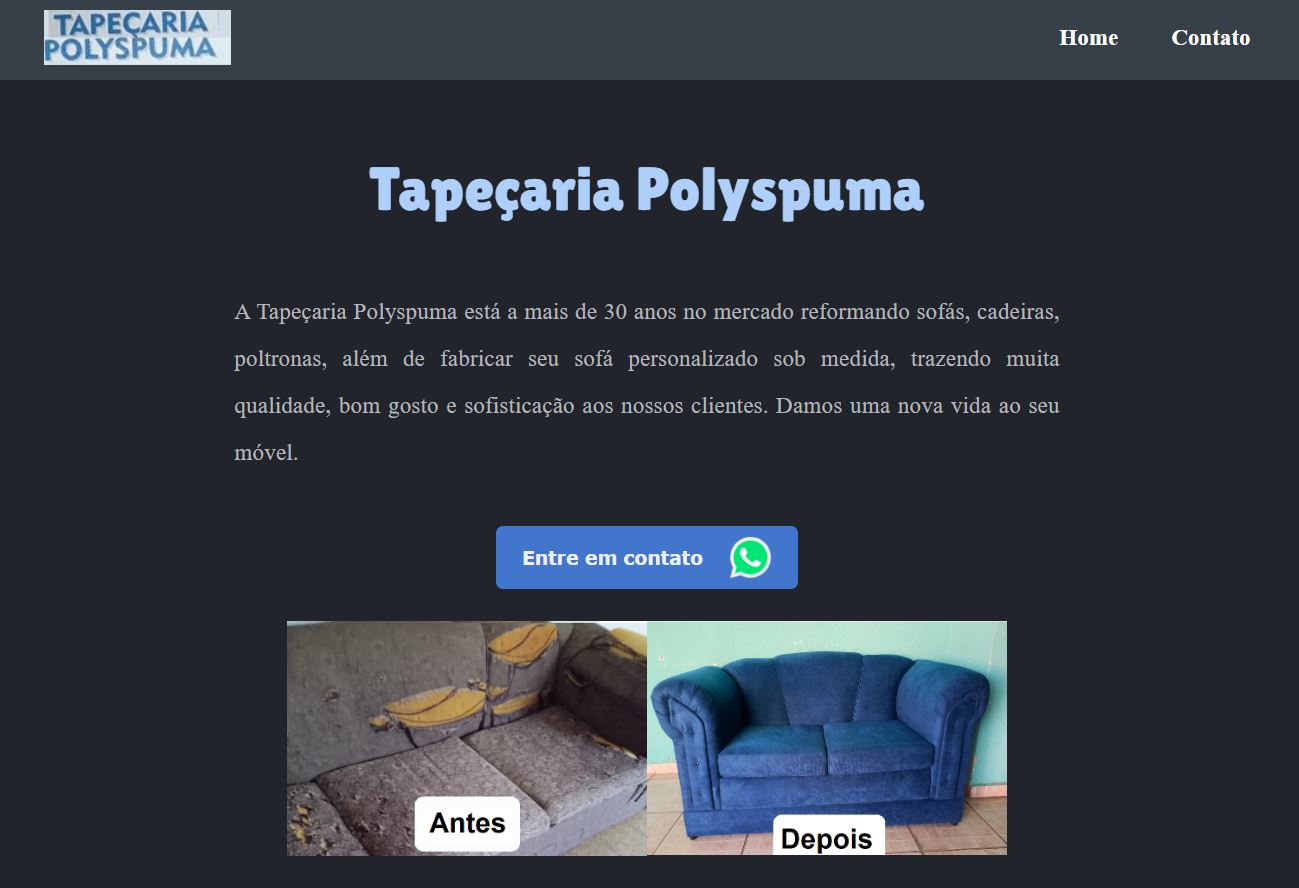 TAPEÇARIA
POLYSPUMA
Home
Contato
Tapeçaria Polyspuma
A Tapeçaria Polyspuma está a mais de 30 anos no mercado reformando sofás, cadeiras,
poltronas, além de fabricar seu sofá personalizado sob medida, trazendo muita
qualidade, bom gosto e sofisticação aos nossos clientes. Damos uma nova vida ao seu
móvel.
Entre em contato
Antes
Depois